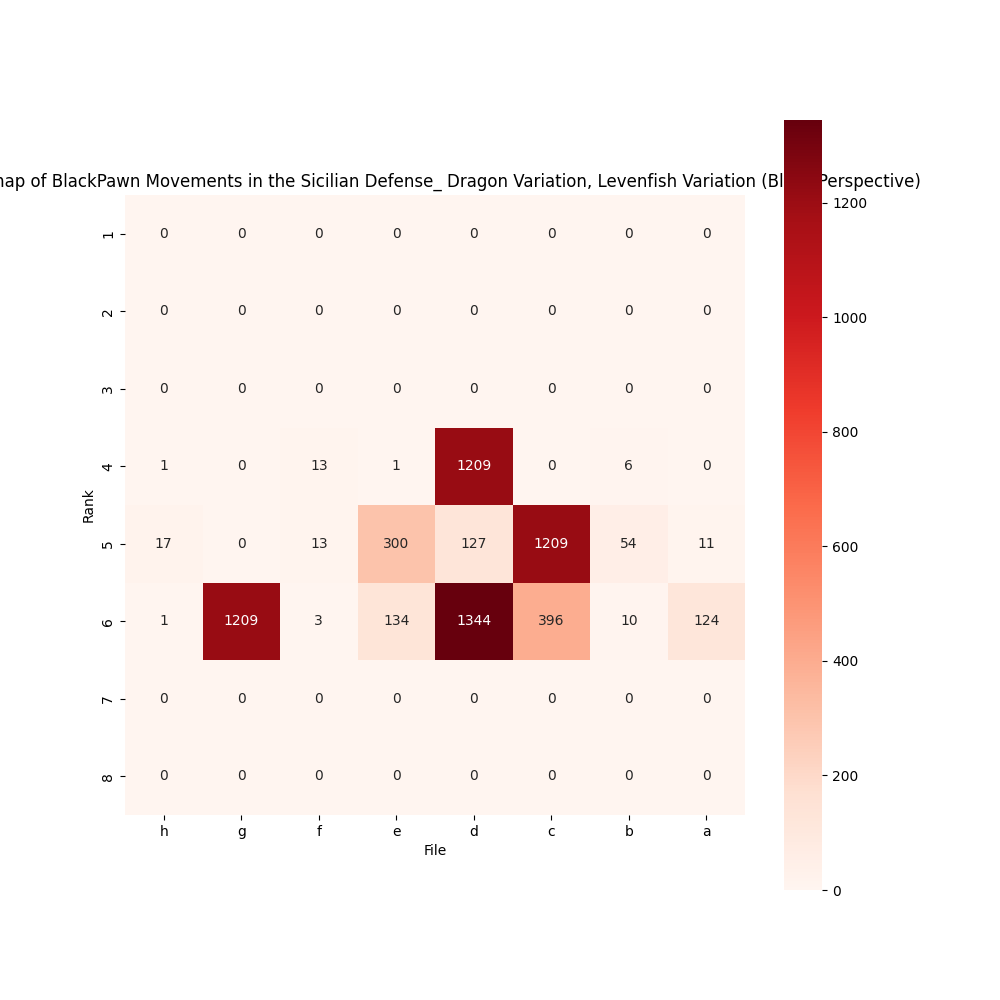 map of BlackPawn Movements in the Sicilian Defense_ Dragon Variation, Levenfish Variation (Bl Perspective)
Rank
1 0 0 0 0 0 0 0 0
2 0 0 0 0 0 0 0 0
3 0 0 0 0 0 0 0 0
4 1 0 13 1 1209 0 6 0
5 17 0 13 300 127 1209 54 11
6 1 1209 3 134 1344 396 10 124
7 0 0 0 0 0 0 0 0
8 0 0 0 0 0 0 0 0
h g f e d c b a
File
1200
1000
800
600
400
200
0